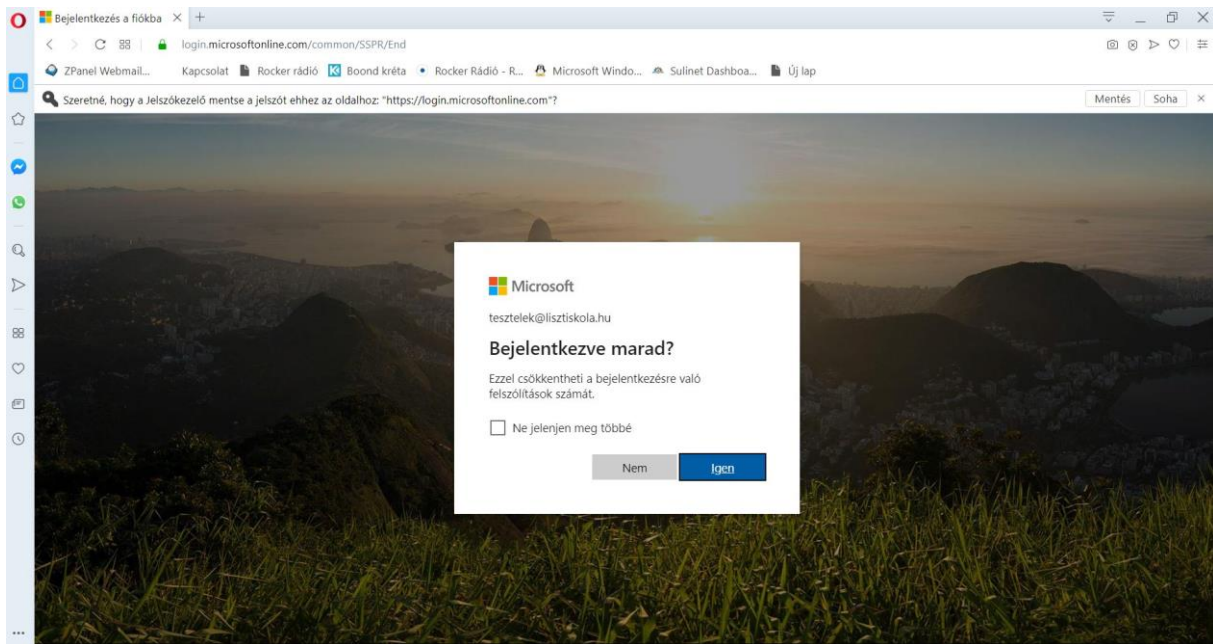 Bejelentkezés a fiókba
login.microsoftonline.com/common/SSPR/End
ZPanel Webmail... Kapcsolat Rocker rádió Boond kréta Rocker Rádió - R... Microsoft Windo... Sulinet Dashboa... Új lap
Szeretné, hogy a Jelszókezelő mentse a jelszót ehhez az oldalhoz: "https://login.microsoftonline.com"? Mentés Soha
Microsoft
tesztelek@lisztiskola.hu
Bejelentkezve marad?
Ezzel csökkentheti a bejelentkezésre való
felszólítások számát.
Ne jelenjen meg többé
Nem Igen